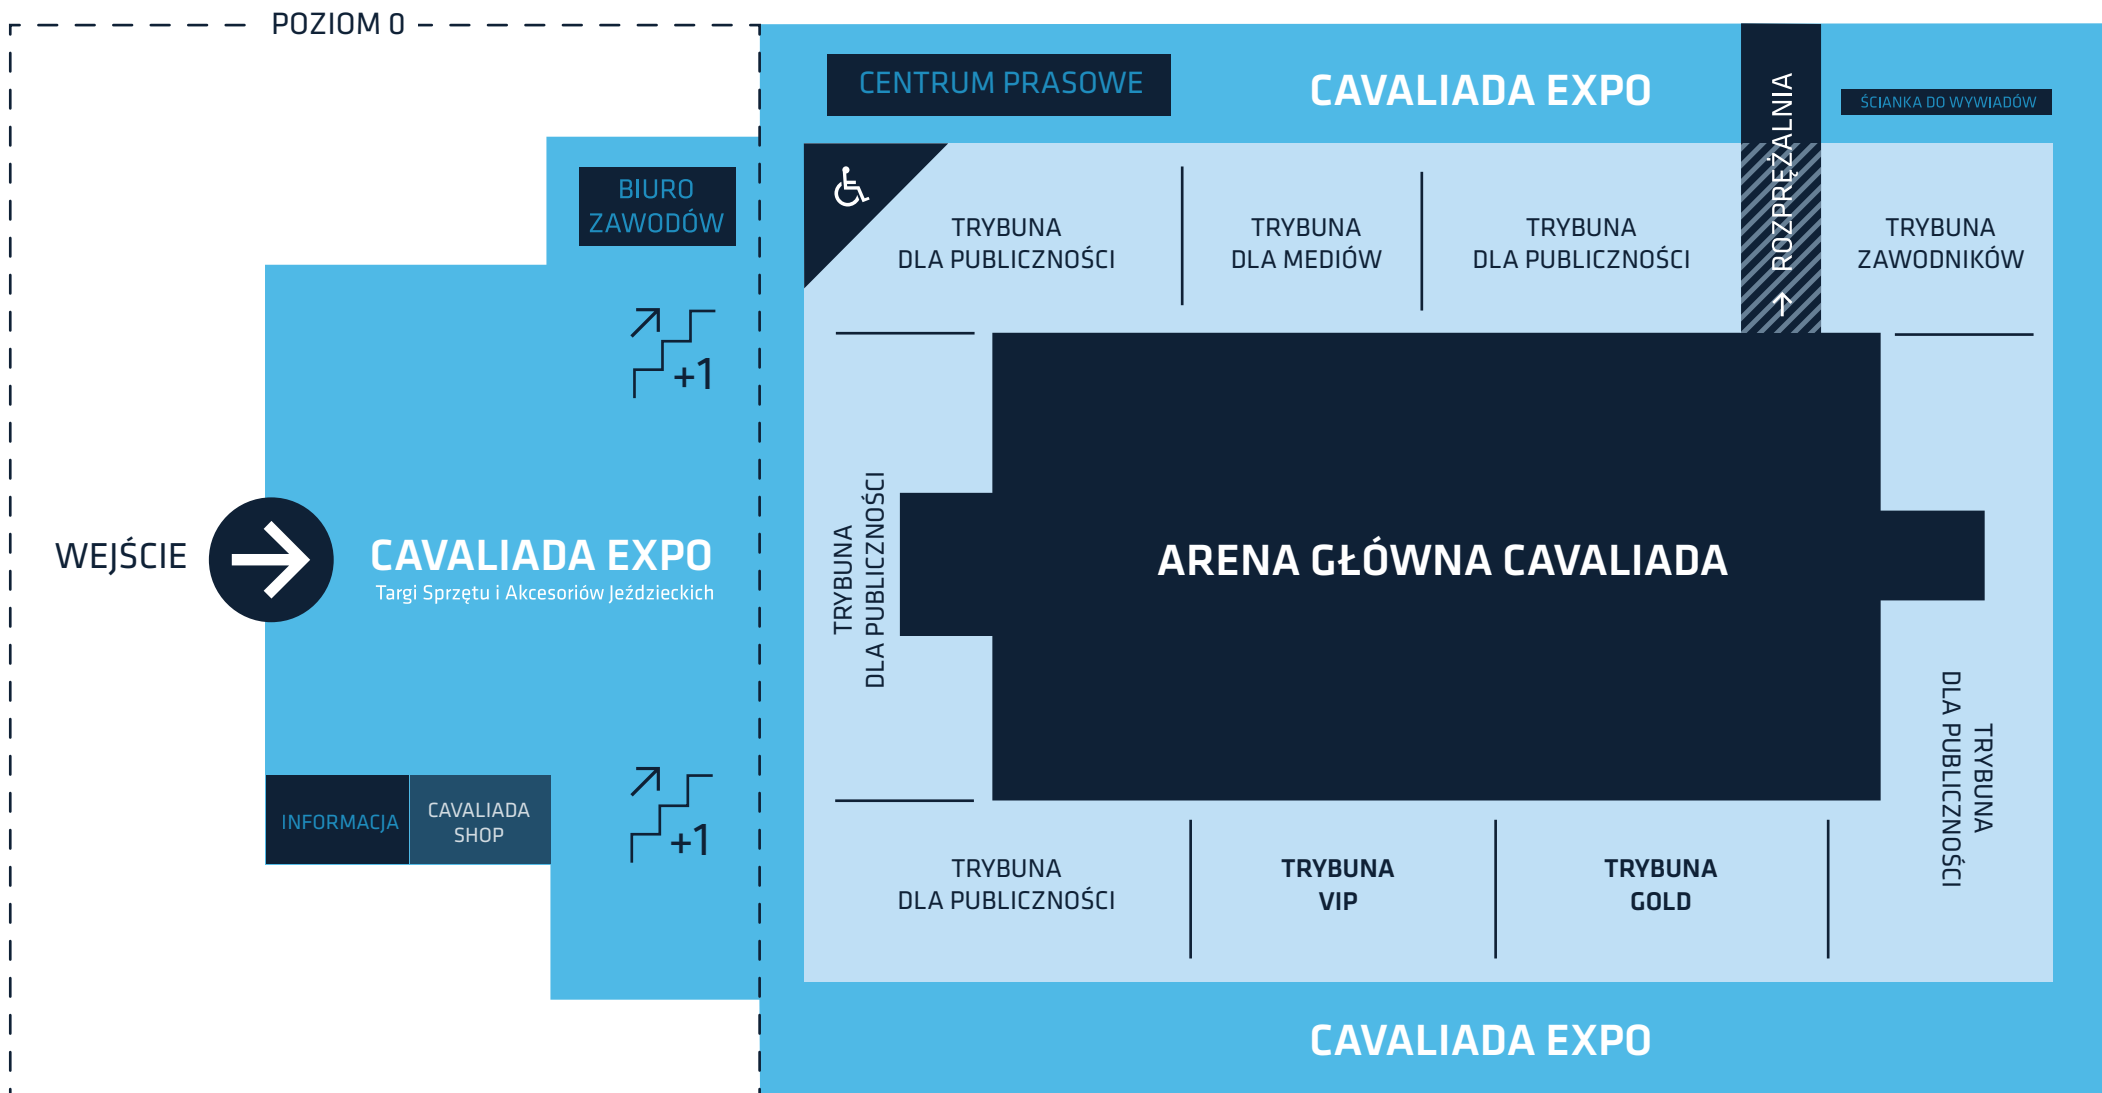 POZIOM 0
CENTRUM PRASOWE
CAVALIADA EXPO
ŚCIANKA DO WYWIADÓW
→ ROZPRĘŻALNIA
BIURO
ZAWODÓW
TRYBUNA
DLA PUBLICZNOŚCI
TRYBUNA
DLA MEDIÓW
TRYBUNA
DLA PUBLICZNOŚCI
TRYBUNA
ZAWODNIKÓW
+1
WEJŚCIE
CAVALIADA EXPO
Targi Sprzętu i Akcesoriów Jeździeckich
TRYBUNA
DLA PUBLICZNOŚCI
ARENA GŁÓWNA CAVALIADA
TRYBUNA
DLA PUBLICZNOŚCI
INFORMACJA
CAVALIADA
SHOP
+1
TRYBUNA
DLA PUBLICZNOŚCI
TRYBUNA
VIP
TRYBUNA
GOLD
CAVALIADA EXPO